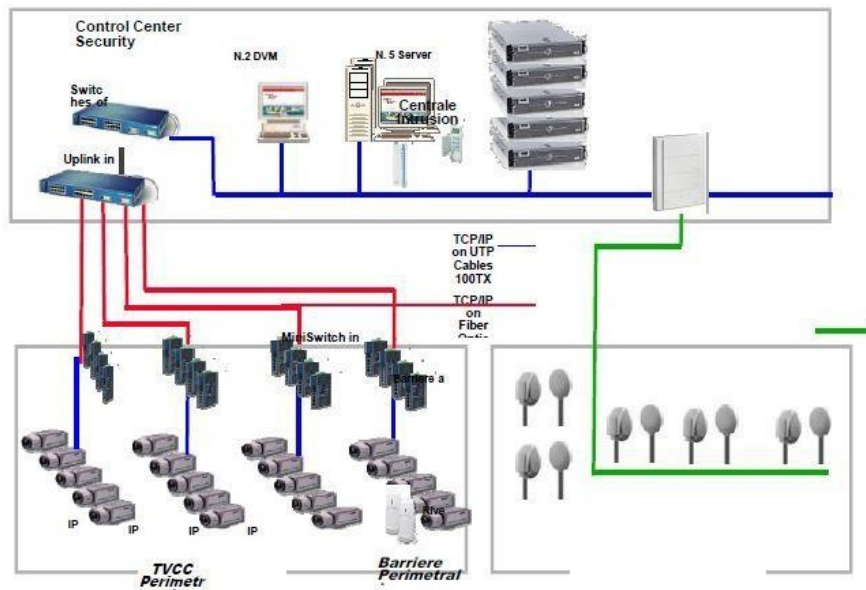 Control Center
Security
N.2 DVM
N. 5 Server
Switc
hes of
Centrale
Intrusion
Uplink in
TCP/IP
on UTP
Cables
100TX
TCP/IP
on
Fiber
MiniSwitch in
Barriere a
Rive
IP
IP
IP
IP
TVCC
Perimetr
Barriere
Perimetral